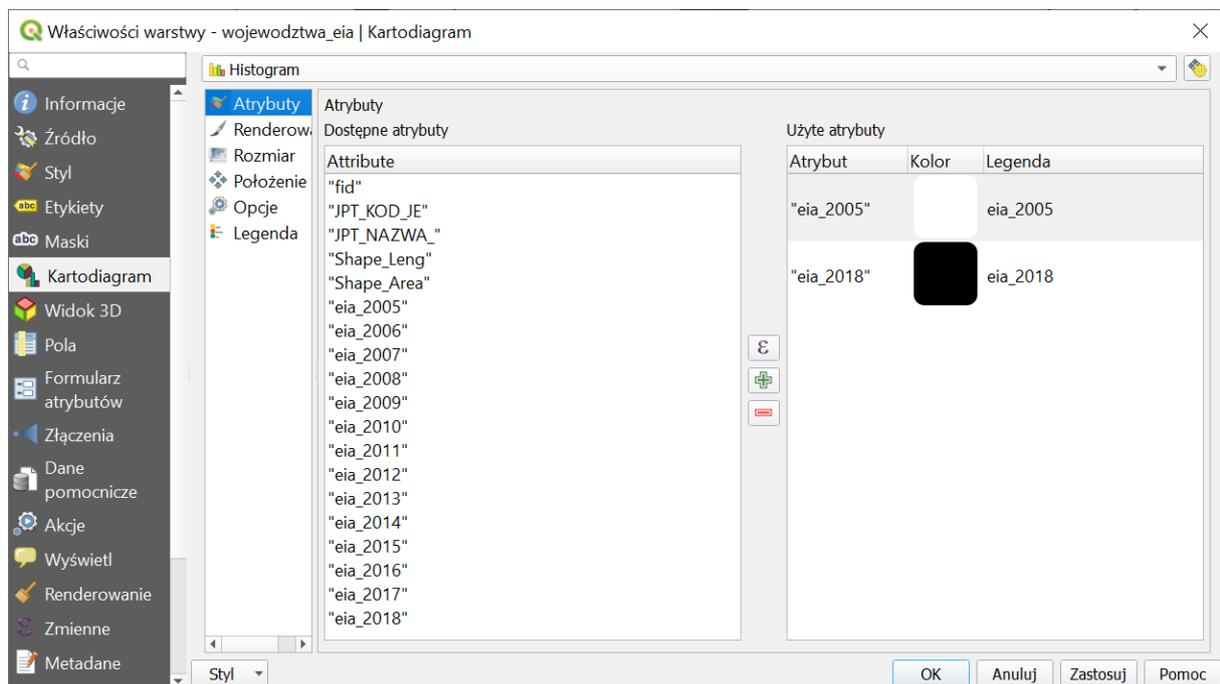 Właściwości warstwy - wojewodztwa_eia | Kartodiagram
Histogram
Informacje
Źródło
Styl
abc Etykiety
abc Maski
Kartodiagram
Widok 3D
Pola
Formularz
atrybutów
Złączenia
Dane
pomocnicze
Akcje
Wyświetl
Renderowanie
Zmienne
Metadane
Atrybuty
Renderow
Rozmiar
Położenie
Opcje
Legenda
Atrybuty
Dostępne atrybuty
Attribute
"fid"
"JPT_KOD_JE"
"JPT_NAZWA_"
"Shape_Leng"
"Shape_Area"
"eia_2005"
"eia_2006"
"eia_2007"
"eia_2008"
"eia_2009"
"eia_2010"
"eia_2011"
"eia_2012"
"eia_2013"
"eia_2014"
"eia_2015"
"eia_2016"
"eia_2017"
"eia_2018"
ε
Użyte atrybuty
Atrybut Kolor Legenda
"eia_2005" eia_2005
"eia_2018" eia_2018
Styl
OK Anuluj Zastosuj Pomoc